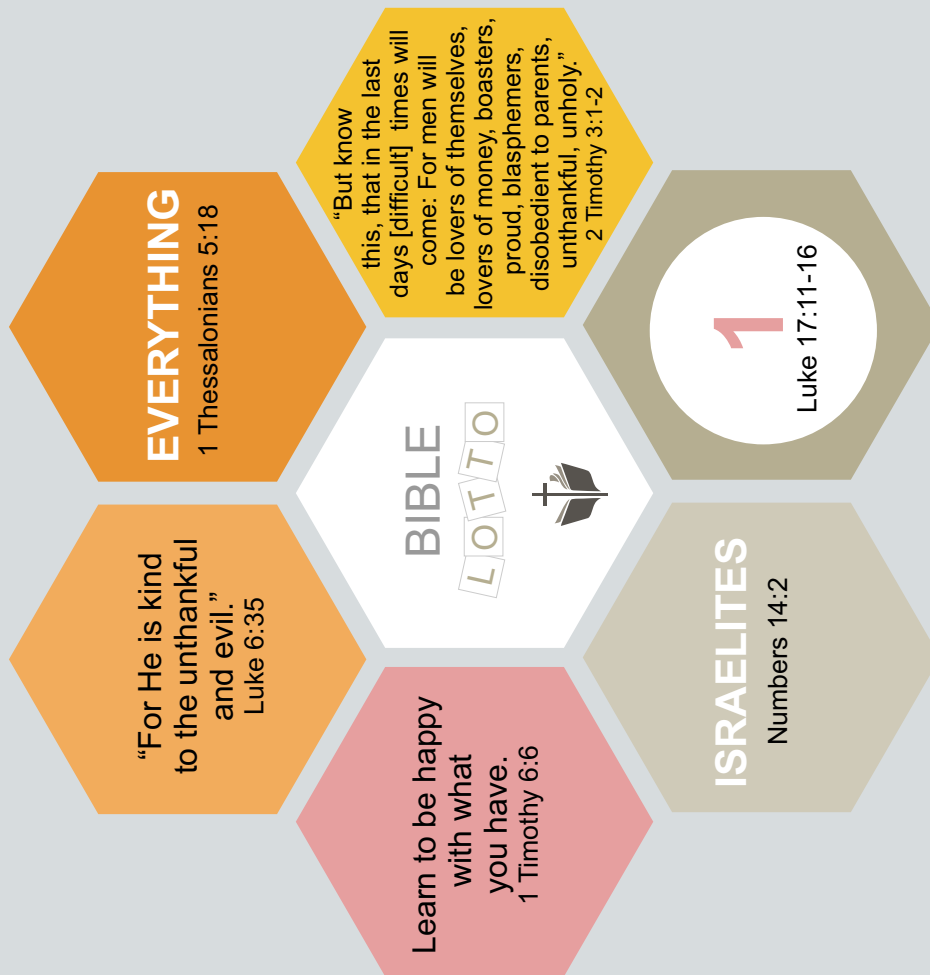 “For He is kind
to the unthankful
and evil.”
Luke 6:35
EVERYTHING
1 Thessalonians 5:18
Learn to be happy
with what
you have.
1 Timothy 6:6
BIBLE
LOTTO
“But know
this, that in the last
days [difficult] times will
come: For men will
be lovers of themselves,
lovers of money, boasters,
proud, blasphemers,
disobedient to parents,
unthankful, unholy.”
2 Timothy 3:1-2
ISRAELITES
Numbers 14:2
1
Luke 17:11-16